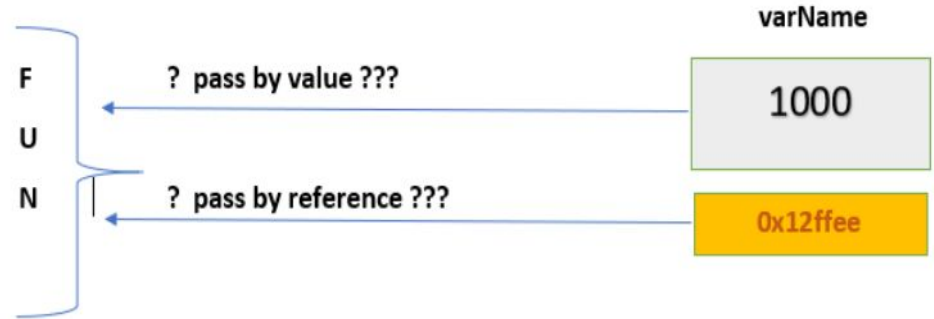 varName
F
? pass by value ???
1000
U
N
? pass by reference ???
0x12ffee